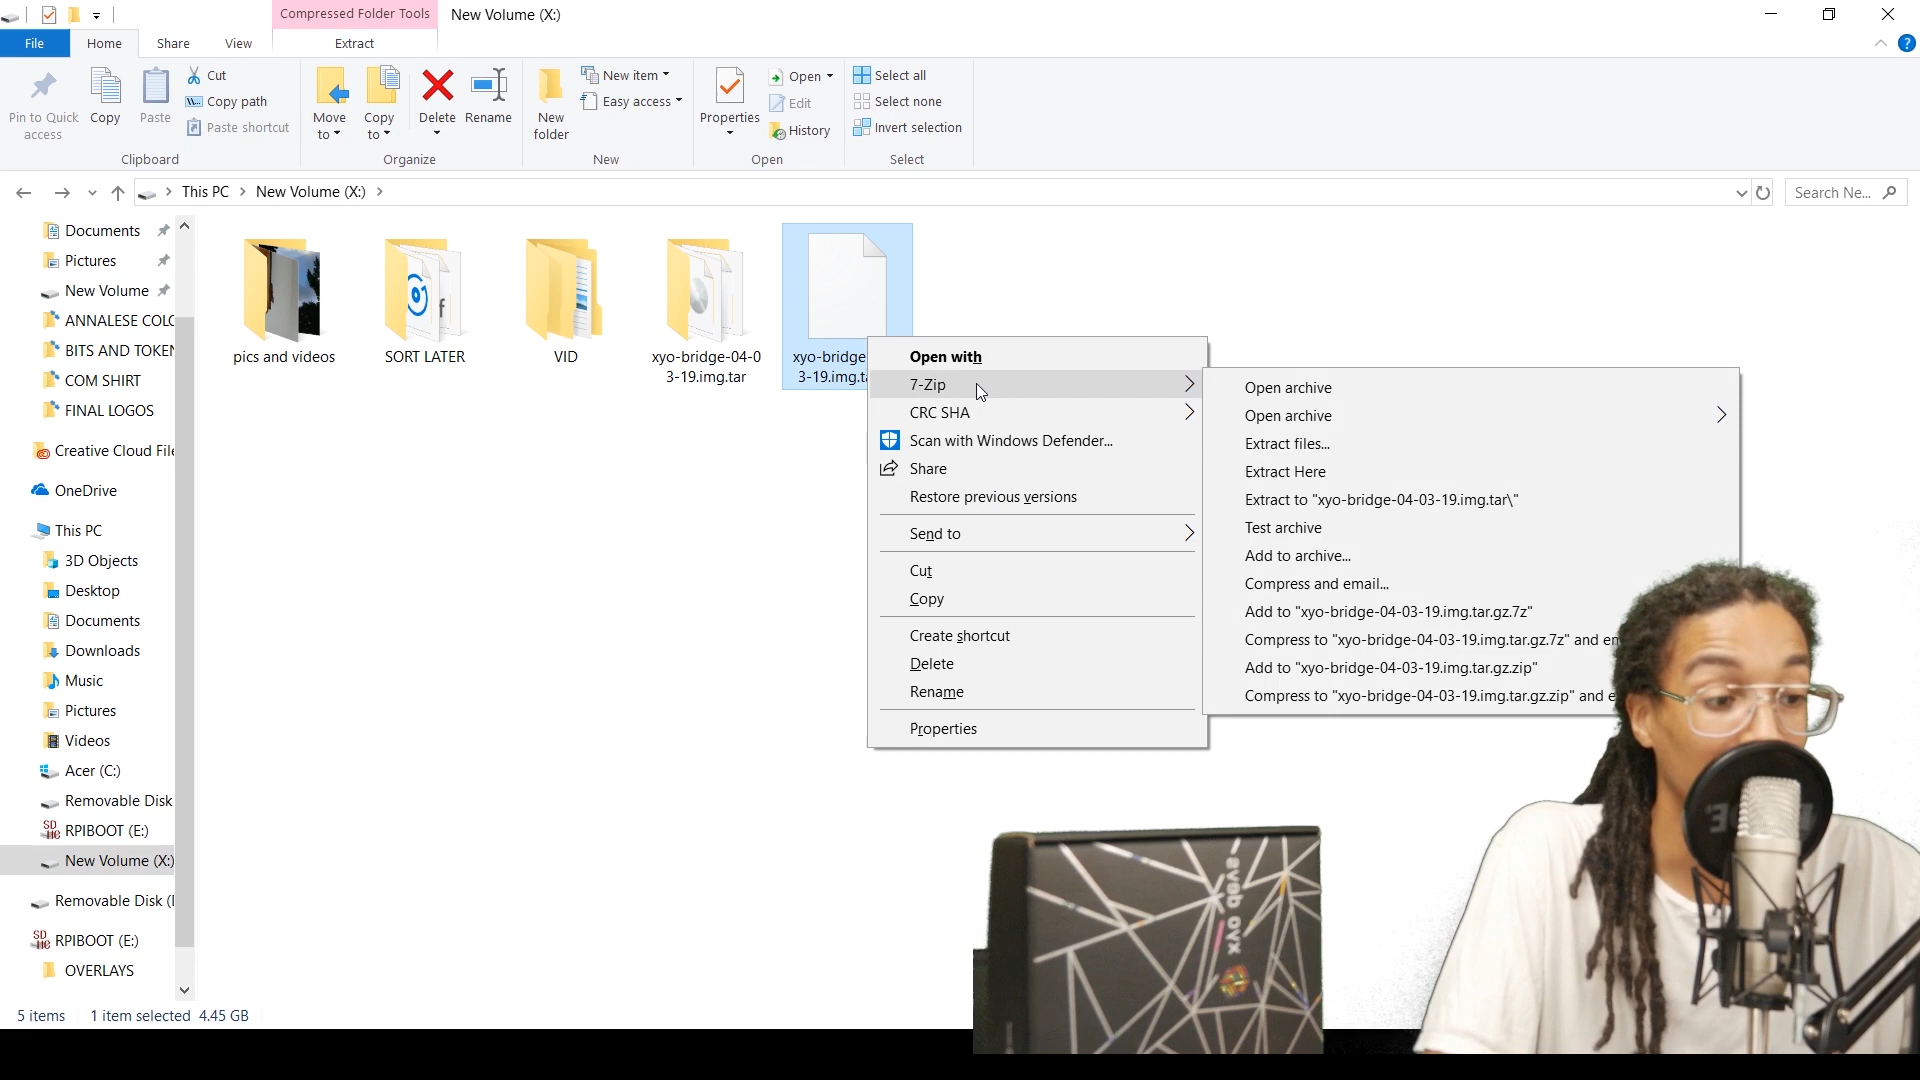 Compressed Folder Tools
New Volume (X:)
File
Home
Share
View
Extract
Pin to Quick
access
Copy
Paste
Cut
Copy path
Paste shortcut
Clipboard
Move
to
Copy
to
Delete
Rename
Organize
New
folder
New item
Easy access
New
Properties
Open
Edit
History
Open
Select all
Select none
Invert selection
Select
This PC
New Volume (X:)
Search Ne...
Documents
Pictures
New Volume
ANNALESE COLO
BITS AND TOKEN
COM SHIRT
FINAL LOGOS
Creative Cloud File
OneDrive
This PC
3D Objects
Desktop
Documents
Downloads
Music
Pictures
Videos
Acer (C:)
Removable Disk
RPIBOOT (E:)
New Volume (X:)
Removable Disk (
RPIBOOT (E:)
OVERLAYS
pics and videos
SORT LATER
VID
xyo-bridge-04-0
3-19.img.tar
xyo-bridge
3-19.img.ta
Open with
7-Zip
CRC SHA
Scan with Windows Defender...
Share
Restore previous versions
Send to
Cut
Copy
Create shortcut
Delete
Rename
Properties
Open archive
Open archive
Extract files...
Extract Here
Extract to "xyo-bridge-04-03-19.img.tar\"
Test archive
Add to archive...
Compress and email...
Add to "xyo-bridge-04-03-19.img.tar.gz.7z"
Compress to "xyo-bridge-04-03-19.img.tar.gz.7z" and em
Add to "xyo-bridge-04-03-19.img.tar.gz.zip"
Compress to "xyo-bridge-04-03-19.img.tar.gz.zip" and e
5 items
1 item selected 4.45 GB